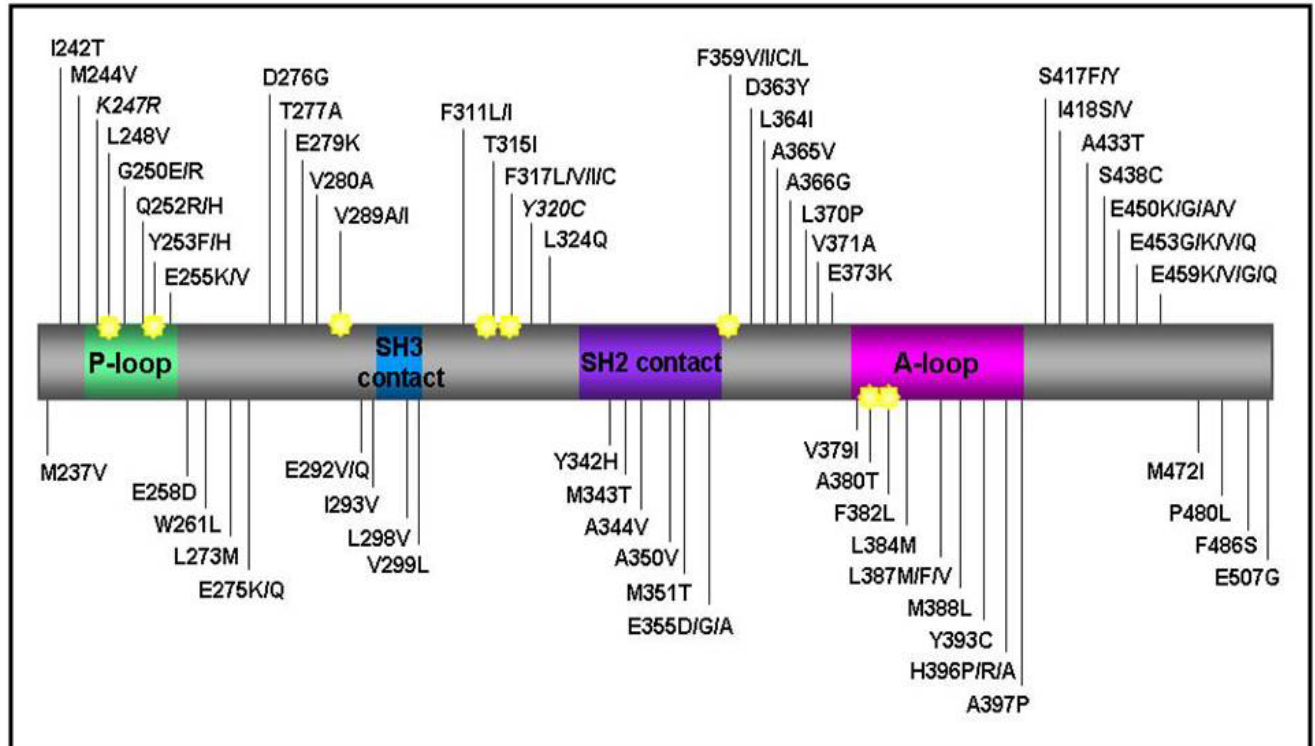 I242T
M244V
K247R
L248V
G250E/R
Q252R/H
Y253F/H
E255K/V
D276G
T277A
E279K
V280A
V289A/I
F311L/I
T315I
F317L/V/I/C
Y320C
L324Q
F359V/I/C/L
D363Y
L364I
A365V
A366G
L370P
V371A
E373K
S417F/Y
I418S/V
A433T
S438C
E450K/G/A/V
E453G/K/V/Q
E459K/V/G/Q
P-loop
SH3
contact
SH2 contact
A-loop
M237V
E258D
W261L
L273M
E275K/Q
E292V/Q
I293V
L298V
V299L
Y342H
M343T
A344V
A350V
M351T
E355D/G/A
V379I
A380T
F382L
L384M
L387M/F/V
M388L
Y393C
H396P/R/A
A397P
M472I
P480L
F486S
E507G